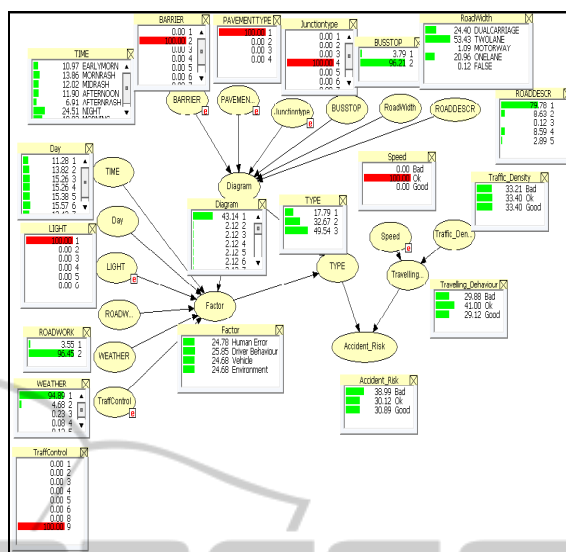 BARRIER
0.00 1
100.00 2
0.00 3
0.00 4
0.00 5
0.00 6
PAVEMENTTYPE
100.00 1
0.00 2
0.00 3
0.00 4
Junctiontype
0.00 1
0.00 2
0.00 3
100.00 4
0.00 5
0.00 6
BUSSTOP
3.79 1
96.21 2
RoadWidth
24.40 DUALCARRIAGE
53.43 TWOLANE
1.09 MOTORWAY
20.96 ONELANE
0.12 FALSE
TIME
10.97 EARLYMORN
13.86 MORNRASH
12.02 MIDRASH
11.90 AFTERNOON
6.91 AFTERNRASH
24.51 NIGHT
ROADDESCR
79.78 1
8.63 2
0.12 3
8.59 4
2.89 5
BARRIER
PAVEMEN...
Junctiontype
BUSSTOP
RoadWidth
ROADDESCR
e
e
e
Day
11.28 1
13.82 2
15.26 3
15.26 4
15.38 5
15.57 6
TIME
Diagram
Speed
0.00 Bad
100.00 Ok
0.00 Good
Traffic_Density
33.21 Bad
33.40 Ok
33.40 Good
Diagram
43.14 1
2.12 2
2.12 3
2.12 4
2.12 5
2.12 6
TYPE
17.79 1
32.67 2
49.54 3
LIGHT
100.00 1
0.00 2
0.00 3
0.00 4
0.00 5
0.00 6
Day
LIGHT
e
Speed
e
Traffic_Den...
TYPE
Travelling...
Travelling_Dehaviour
29.88 Bad
41.00 Ok
29.12 Good
ROADW...
Factor
ROADWORK
3.55 1
96.45 2
WEATHER
Factor
24.78 Human Error
25.85 Driver Behaviour
24.68 Vehicle
24.68 Environment
Accident_Risk
WEATHER
94.89 1
4.68 2
0.23 3
0.08 4
TraffControl
e
Accident_Risk
38.99 Bad
30.12 Ok
30.89 Good
TraffControl
0.00 1
0.00 2
0.00 3
0.00 4
0.00 5
0.00 6
0.00 8
100.00 9